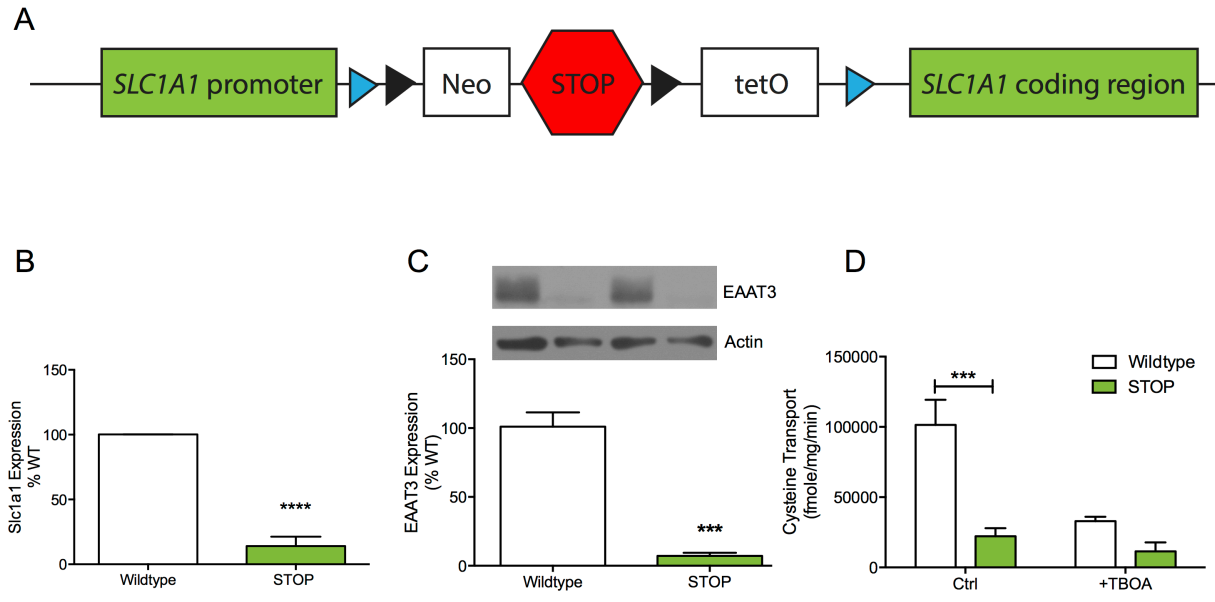 A
SLC1A1 promoter
Neo
STOP
tetO
SLC1A1 coding region
B
Slc1a1 Expression
% WT
150
100
50
0
****
Wildtype
STOP
C
EAAT3
Actin
EAAT3 Expression
(% WT)
150
100
50
0
***
Wildtype
STOP
D
Cysteine Transport
(fmole/mg/min)
150000
100000
50000
0
***
Wildtype
STOP
Ctrl
+TBOA